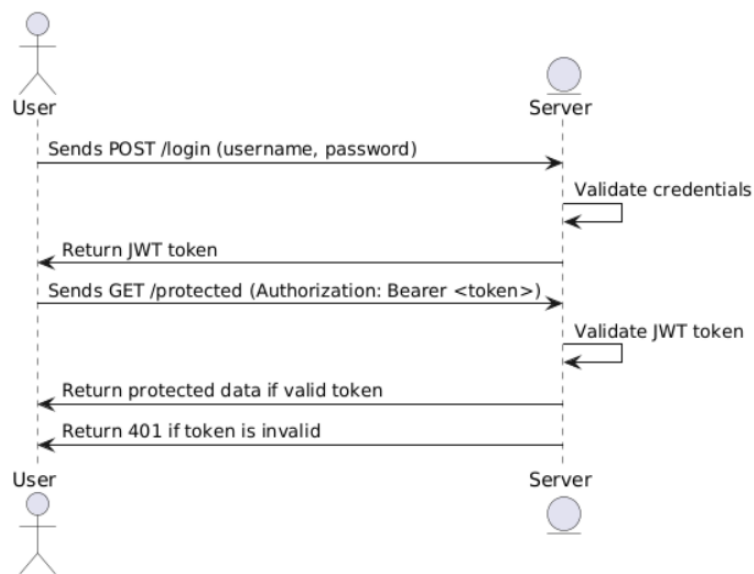 User
Server
Sends POST /login (username, password)
Validate credentials
Return JWT token
Sends GET /protected (Authorization: Bearer <token>)
Validate JWT token
Return protected data if valid token
Return 401 if token is invalid
User
Server